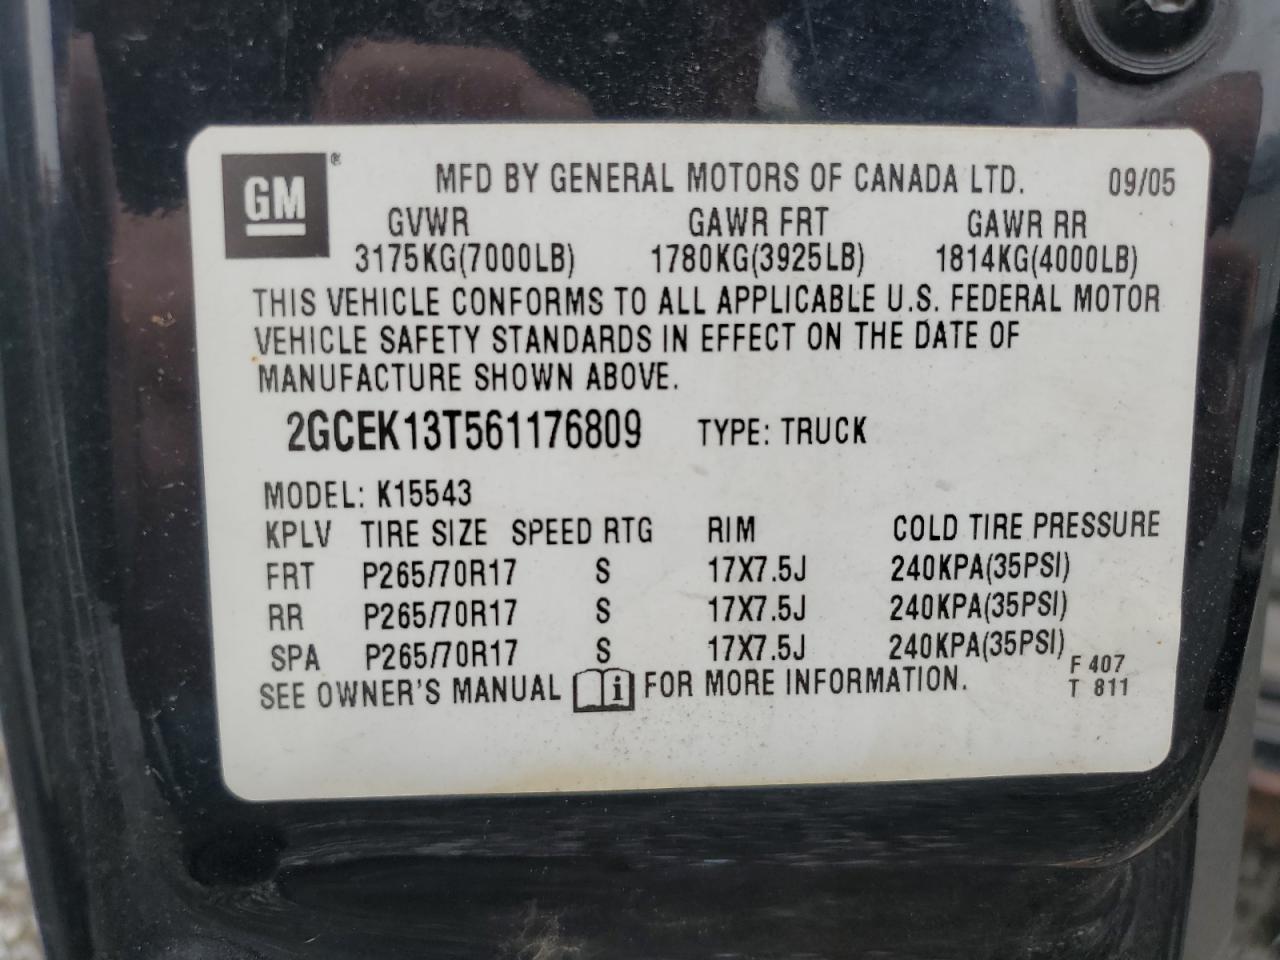 GM ® MFD BY GENERAL MOTORS OF CANADA LTD. 09/05
GVWR GAWR FRT GAWR RR
3175KG(7000LB) 1780KG(3925LB) 1814KG(4000LB)
THIS VEHICLE CONFORMS TO ALL APPLICABLE U.S. FEDERAL MOTOR
VEHICLE SAFETY STANDARDS IN EFFECT ON THE DATE OF
MANUFACTURE SHOWN ABOVE.
2GCEK13T561176809 TYPE: TRUCK
MODEL: K15543
KPLV TIRE SIZE SPEED RTG RIM COLD TIRE PRESSURE
FRT P265/70R17 S 17X7.5J 240KPA(35PSI)
RR P265/70R17 S 17X7.5J 240KPA(35PSI)
SPA P265/70R17 S 17X7.5J 240KPA(35PSI)
SEE OWNER'S MANUAL i FOR MORE INFORMATION.
F 407
T 811